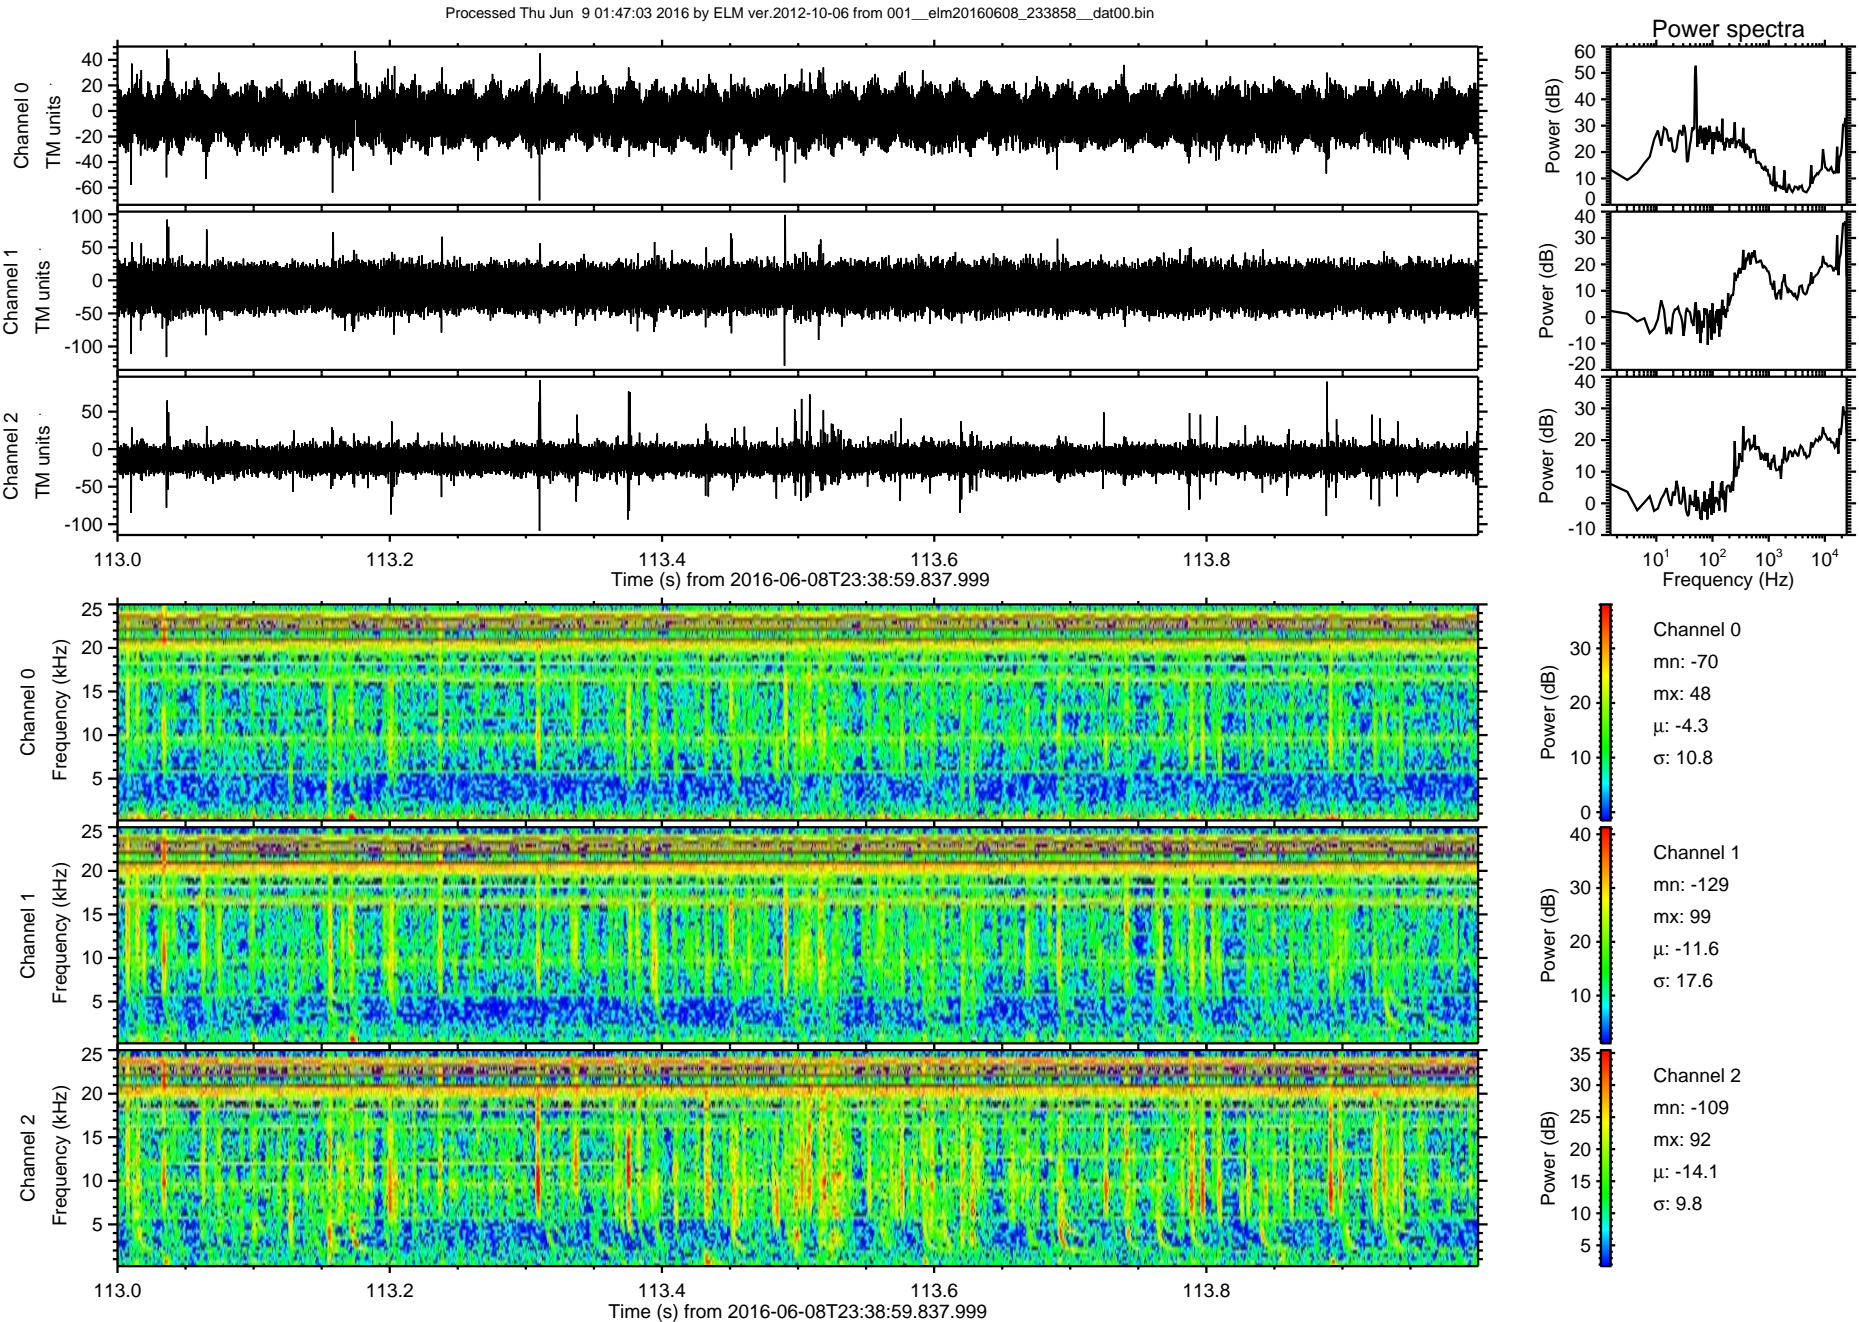 Processed Thu Jun  9 01:47:03 2016 by ELM ver.2012-10-06 from 001__elm20160608_233858__dat00.bin
Power spectra
Channel 0
TM units
40
20
0
-20
-40
-60
Power (dB)
60
50
40
30
20
10
0
Channel 1
TM units
100
50
0
-50
-100
Power (dB)
40
30
20
10
0
-10
-20
Channel 2
TM units
50
0
-50
-100
Power (dB)
40
30
20
10
0
-10
113.0 113.2 113.4 113.6 113.8
Time (s) from 2016-06-08T23:38:59.837.999
10^1 10^2 10^3 10^4
Frequency (Hz)
Channel 0
Frequency (kHz)
25
20
15
10
5
Power (dB)
30
20
10
0
Channel 0
mn: -70
mx: 48
μ: -4.3
σ: 10.8
Channel 1
Frequency (kHz)
25
20
15
10
5
Power (dB)
40
30
20
10
Channel 1
mn: -129
mx: 99
μ: -11.6
σ: 17.6
Channel 2
Frequency (kHz)
25
20
15
10
5
Power (dB)
35
30
25
20
15
10
5
Channel 2
mn: -109
mx: 92
μ: -14.1
σ: 9.8
113.0 113.2 113.4 113.6 113.8
Time (s) from 2016-06-08T23:38:59.837.999